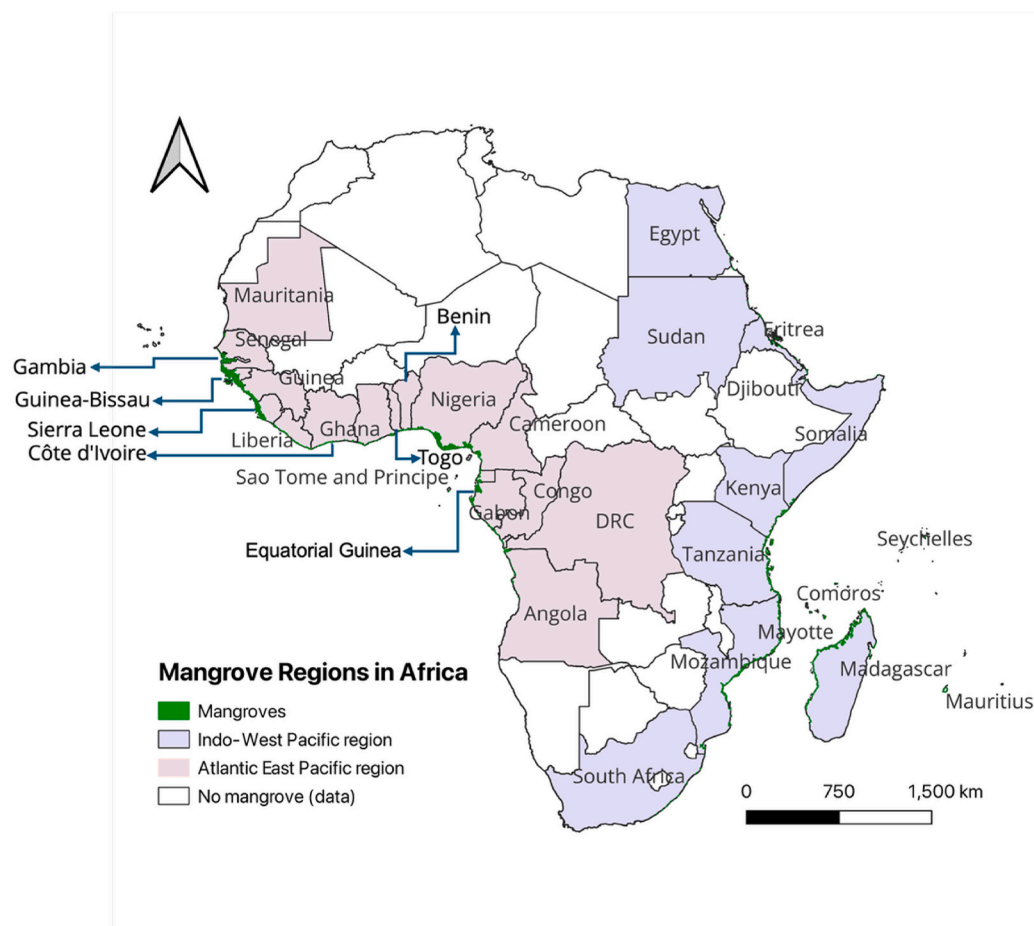 Egypt
Mauritania
Benin
Eritrea
Sudan
Senegal
Gambia
Guinea
Djibouti
Guinea-Bissau
Nigeria
Cameroon
Sierra Leone
Ghana
Somalia
Liberia
Côte d'Ivoire
Togo
Sao Tome and Principe
Kenya
Congo
Gabon
DRC
Seychelles
Equatorial Guinea
Tanzania
Comoros
Angola
Mayotte
Mozambique
Madagascar
Mauritius
South Africa
Mangrove Regions in Africa
Mangroves
Indo-West Pacific region
Atlantic East Pacific region
No mangrove (data)
0 750 1,500 km